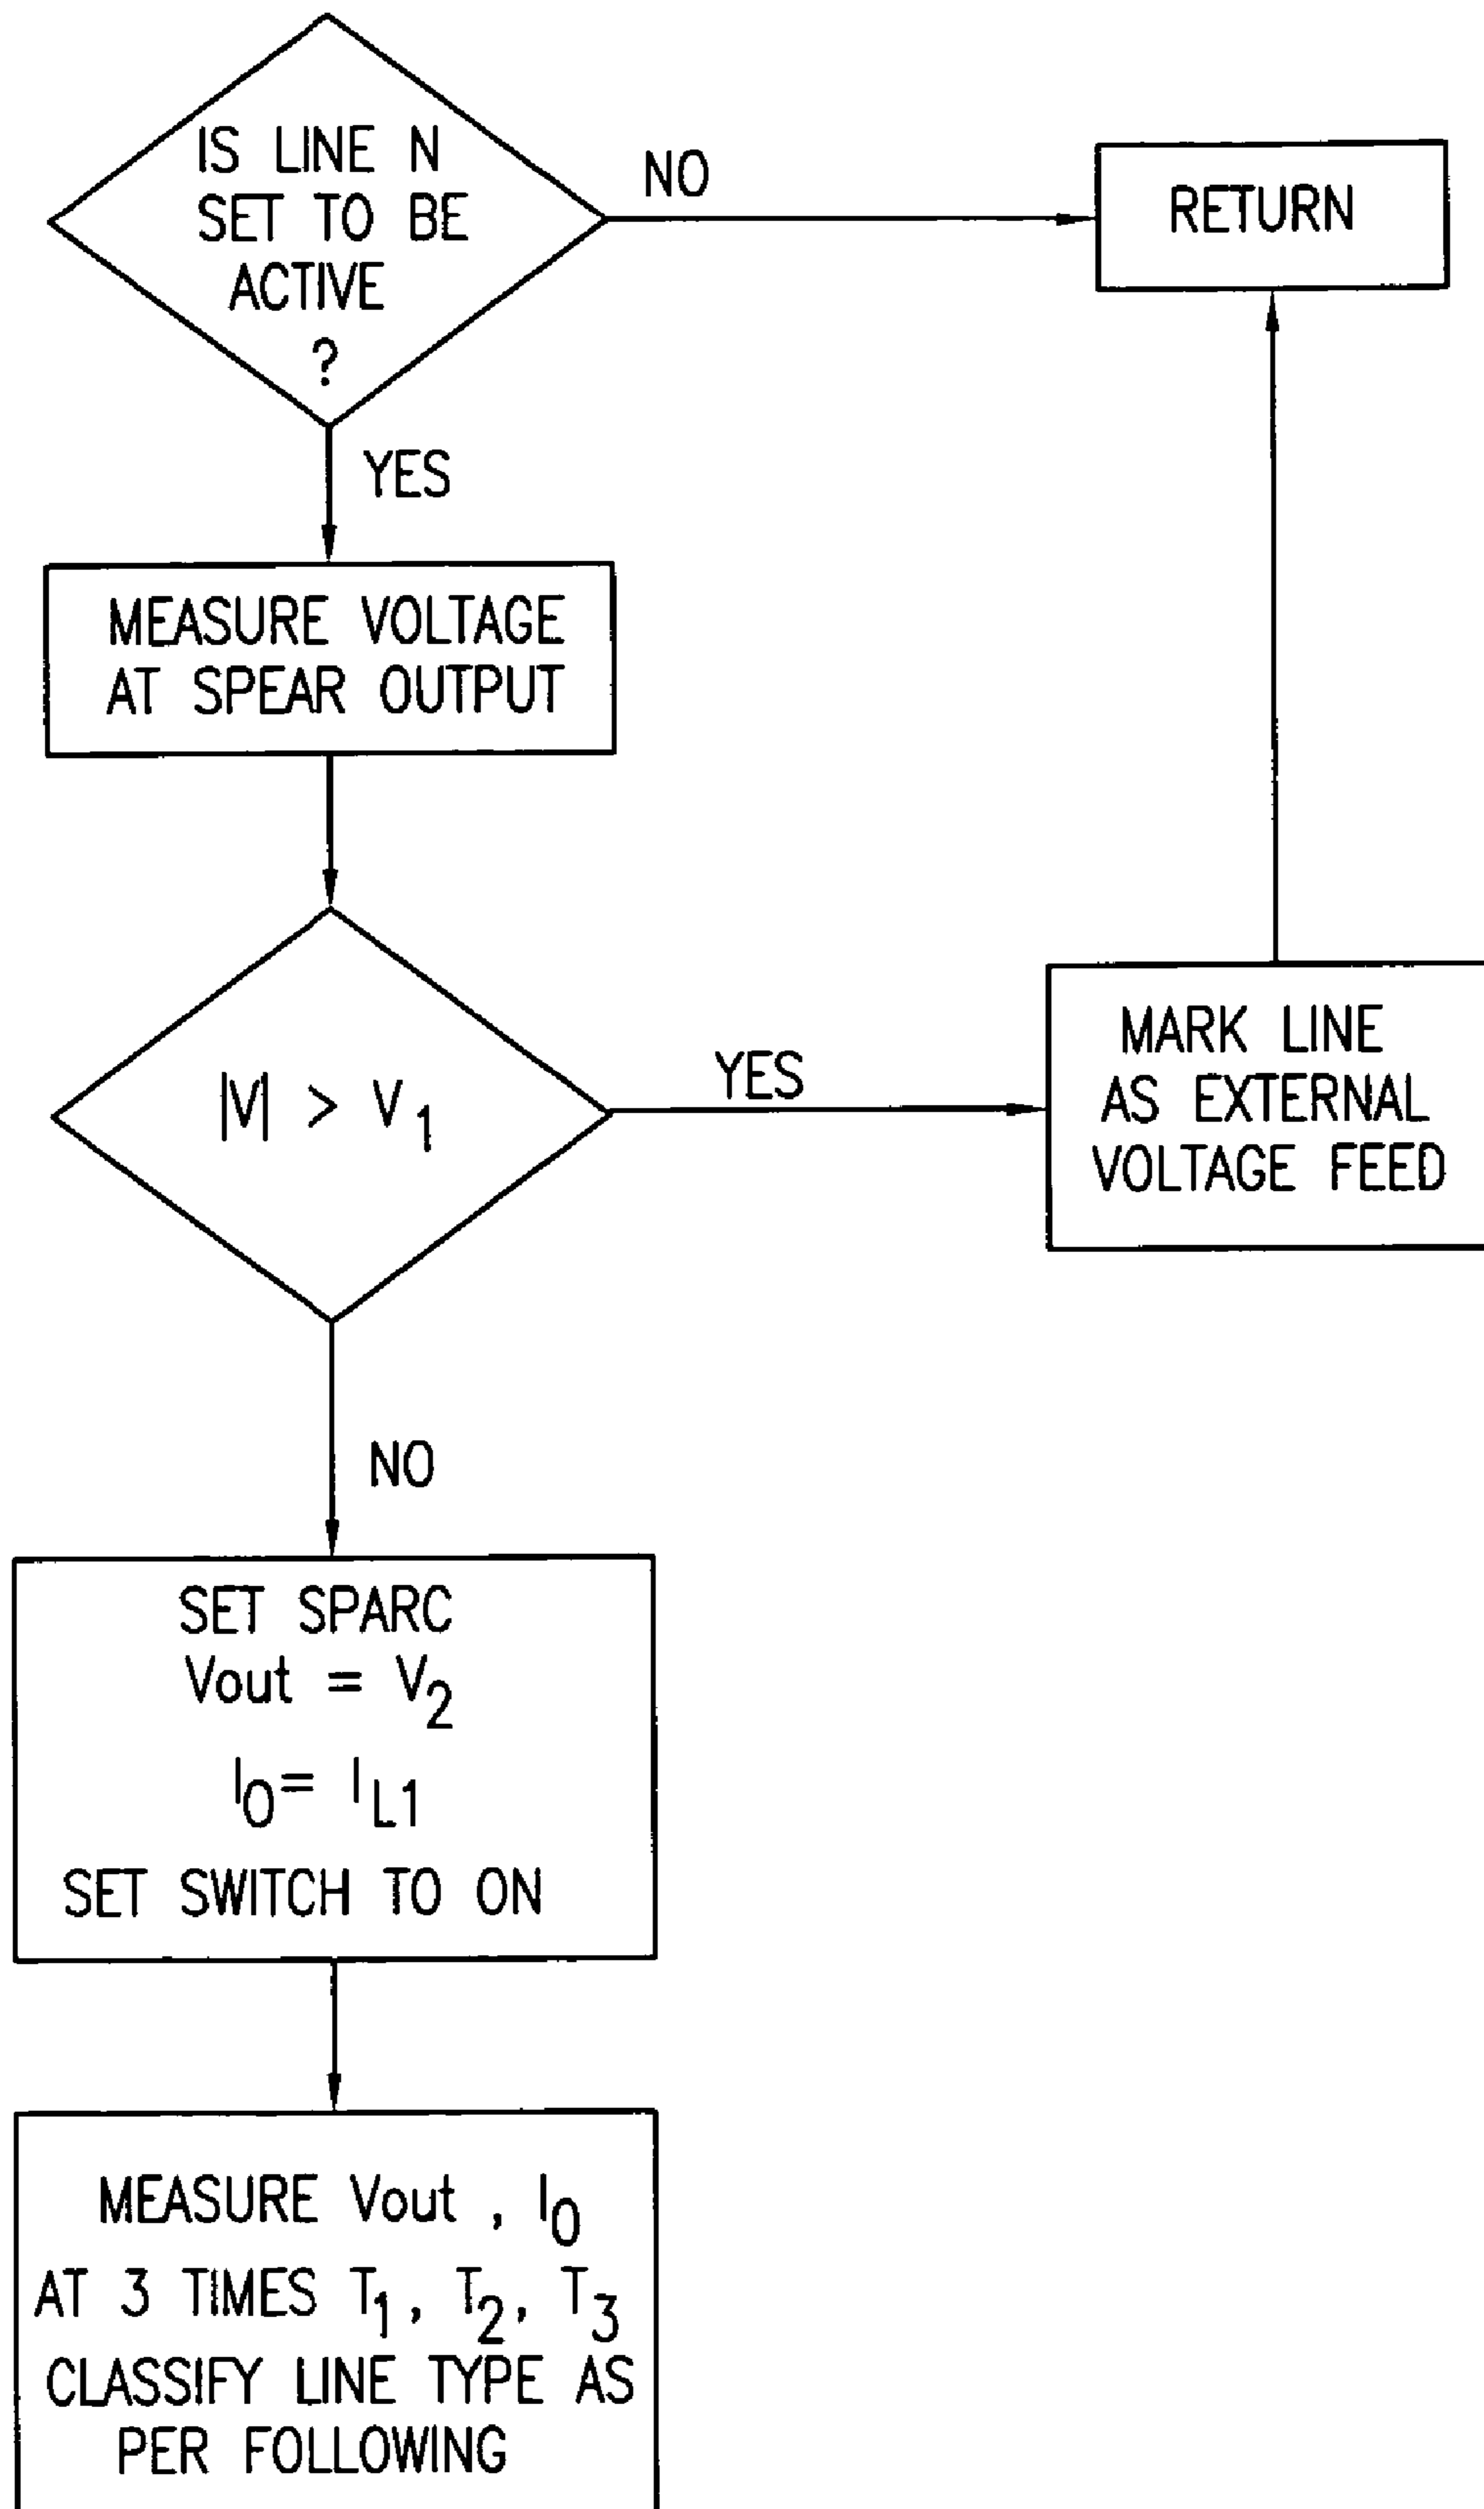 IS LINE N
SET TO BE
ACTIVE
?
NO
RETURN
YES
MEASURE VOLTAGE
AT SPEAR OUTPUT
|V| > V₁
YES
MARK LINE
AS EXTERNAL
VOLTAGE FEED
NO
SET SPARC
Vout = V₂
I₀= I_L1
SET SWITCH TO ON
MEASURE Vout , I₀
AT 3 TIMES T₁, T₂, T₃
CLASSIFY LINE TYPE AS
PER FOLLOWING